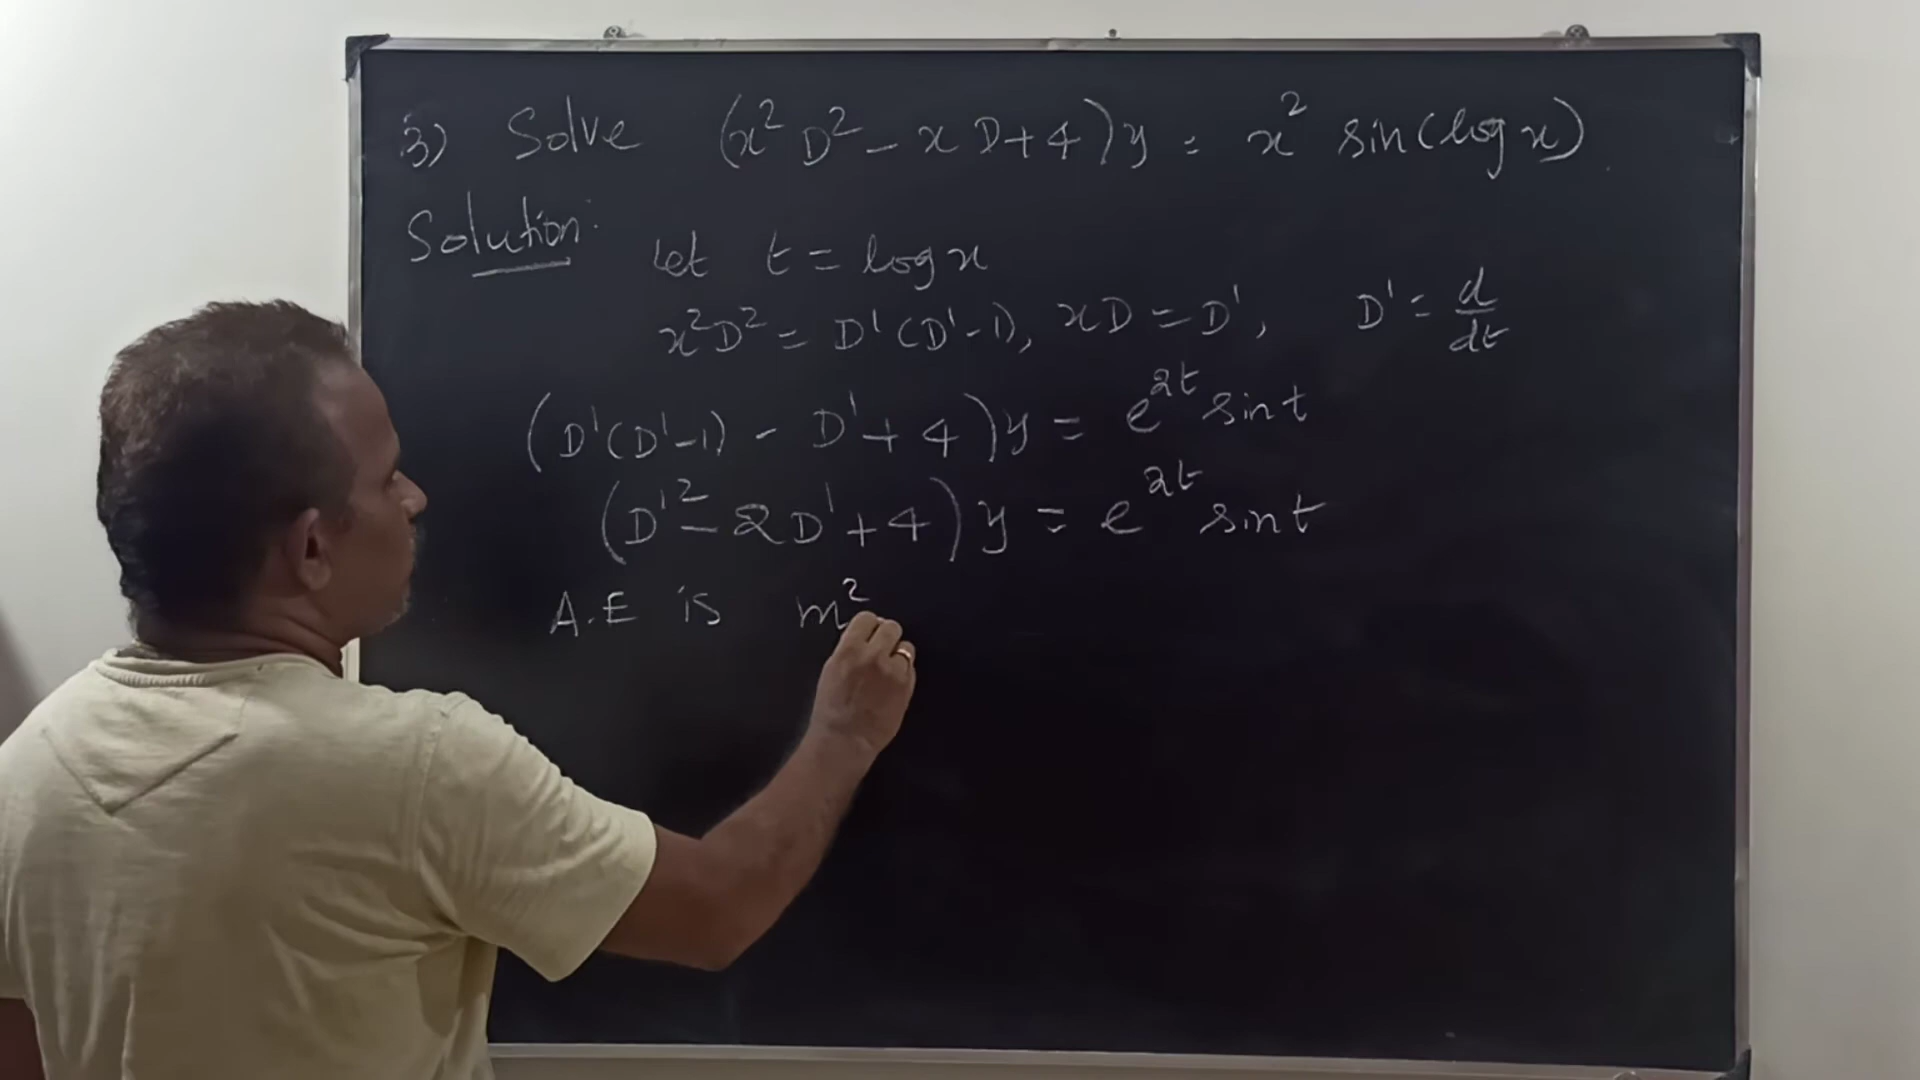 3) Solve (x² D² - x D + 4) y = x² sin(log x)
Solution:
Let t = log x
x²D² = D'(D'-1), xD = D', D' = d/dt
(D'(D'-1) - D' + 4) y = e^{2t} sin t
(D'² - 2D' + 4) y = e^{2t} sin t
A.E is m²